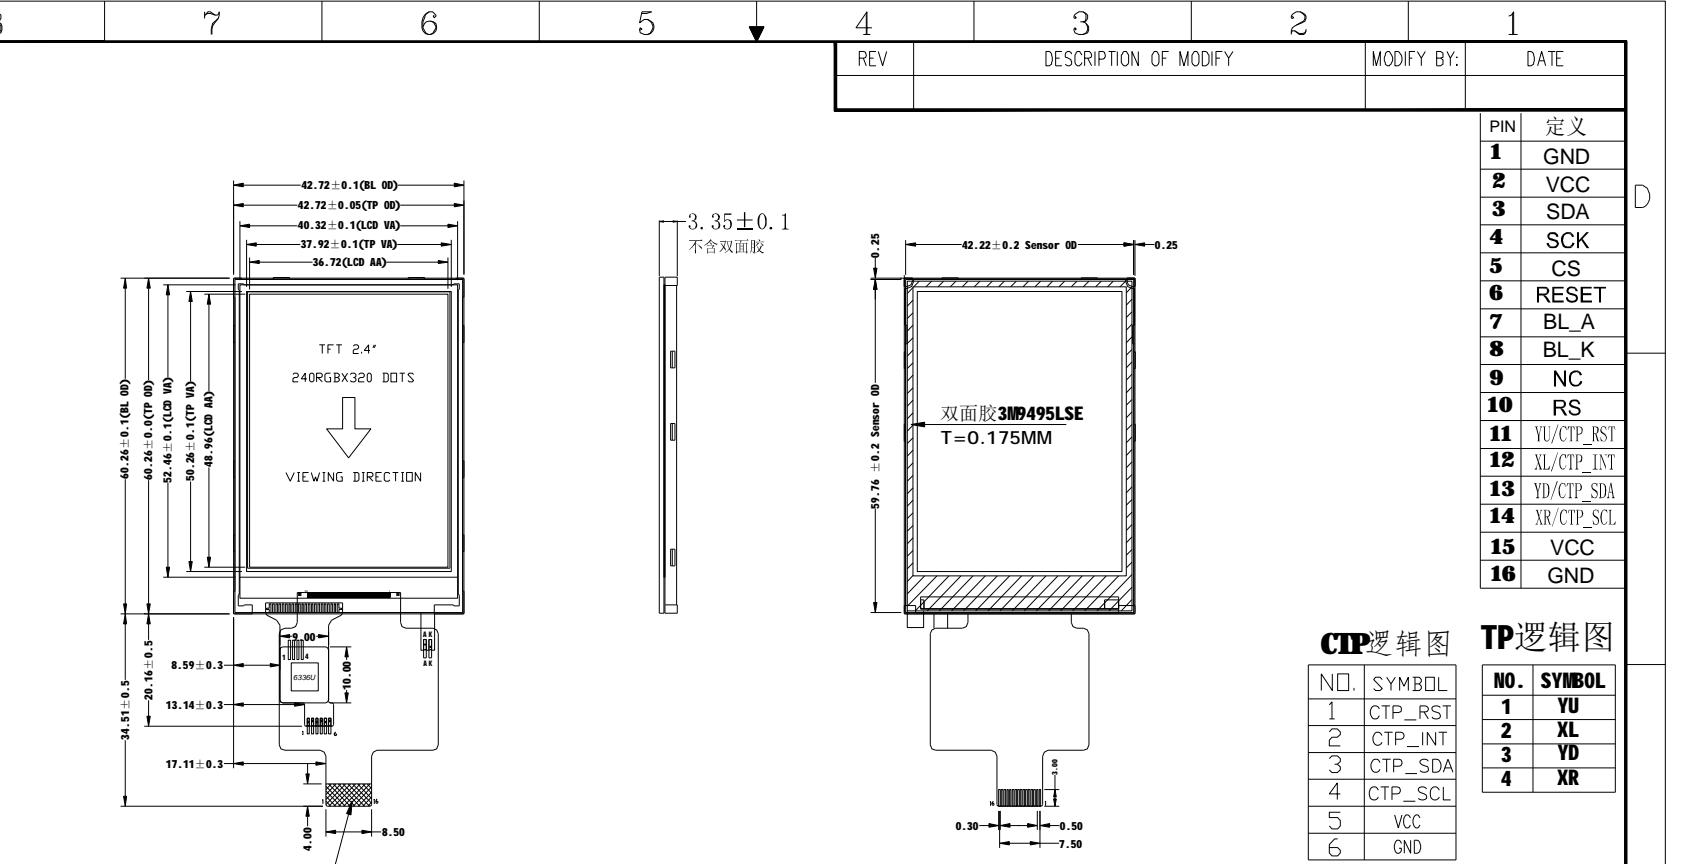 7 6 5 4 3 2 1
REV DESCRIPTION OF MODIFY MODIFY BY: DATE
D
PIN 定义
1 GND
2 VCC
3 SDA
4 SCK
5 CS
6 RESET
7 BL_A
8 BL_K
9 NC
10 RS
11 YU/CTP_RST
12 XL/CTP_INT
13 YD/CTP_SDA
14 XR/CTP_SCL
15 VCC
16 GND
42.72±0.1(BL OD)
42.72±0.05(TP OD)
40.32±0.1(LCD VA)
37.92±0.1(TP VA)
36.72(LCD AA)
60.26±0.1(BL OD)
60.26±0.0(TP OD)
52.46±0.1(LCD VA)
50.26±0.1(TP VA)
48.96(LCD AA)
TFT 2.4"
240RGBX320 DOTS
VIEWING DIRECTION
34.51±0.5
20.16±0.5
9.00
1 4
6336U
10.00
8.59±0.3
13.14±0.3
1 6
17.11±0.3
A K
A K
1 16
4.00
8.50
3.35±0.1
不含双面胶
0.25
42.22±0.2 Sensor OD
0.25
59.76 ±0.2 Sensor OD
双面胶3M9495LSE
T=0.175MM
3.00
16 1
0.30
0.50
7.50
CTP逻辑图
NO. SYMBOL
1 CTP_RST
2 CTP_INT
3 CTP_SDA
4 CTP_SCL
5 VCC
6 GND
TP逻辑图
NO. SYMBOL
1 YU
2 XL
3 YD
4 XR